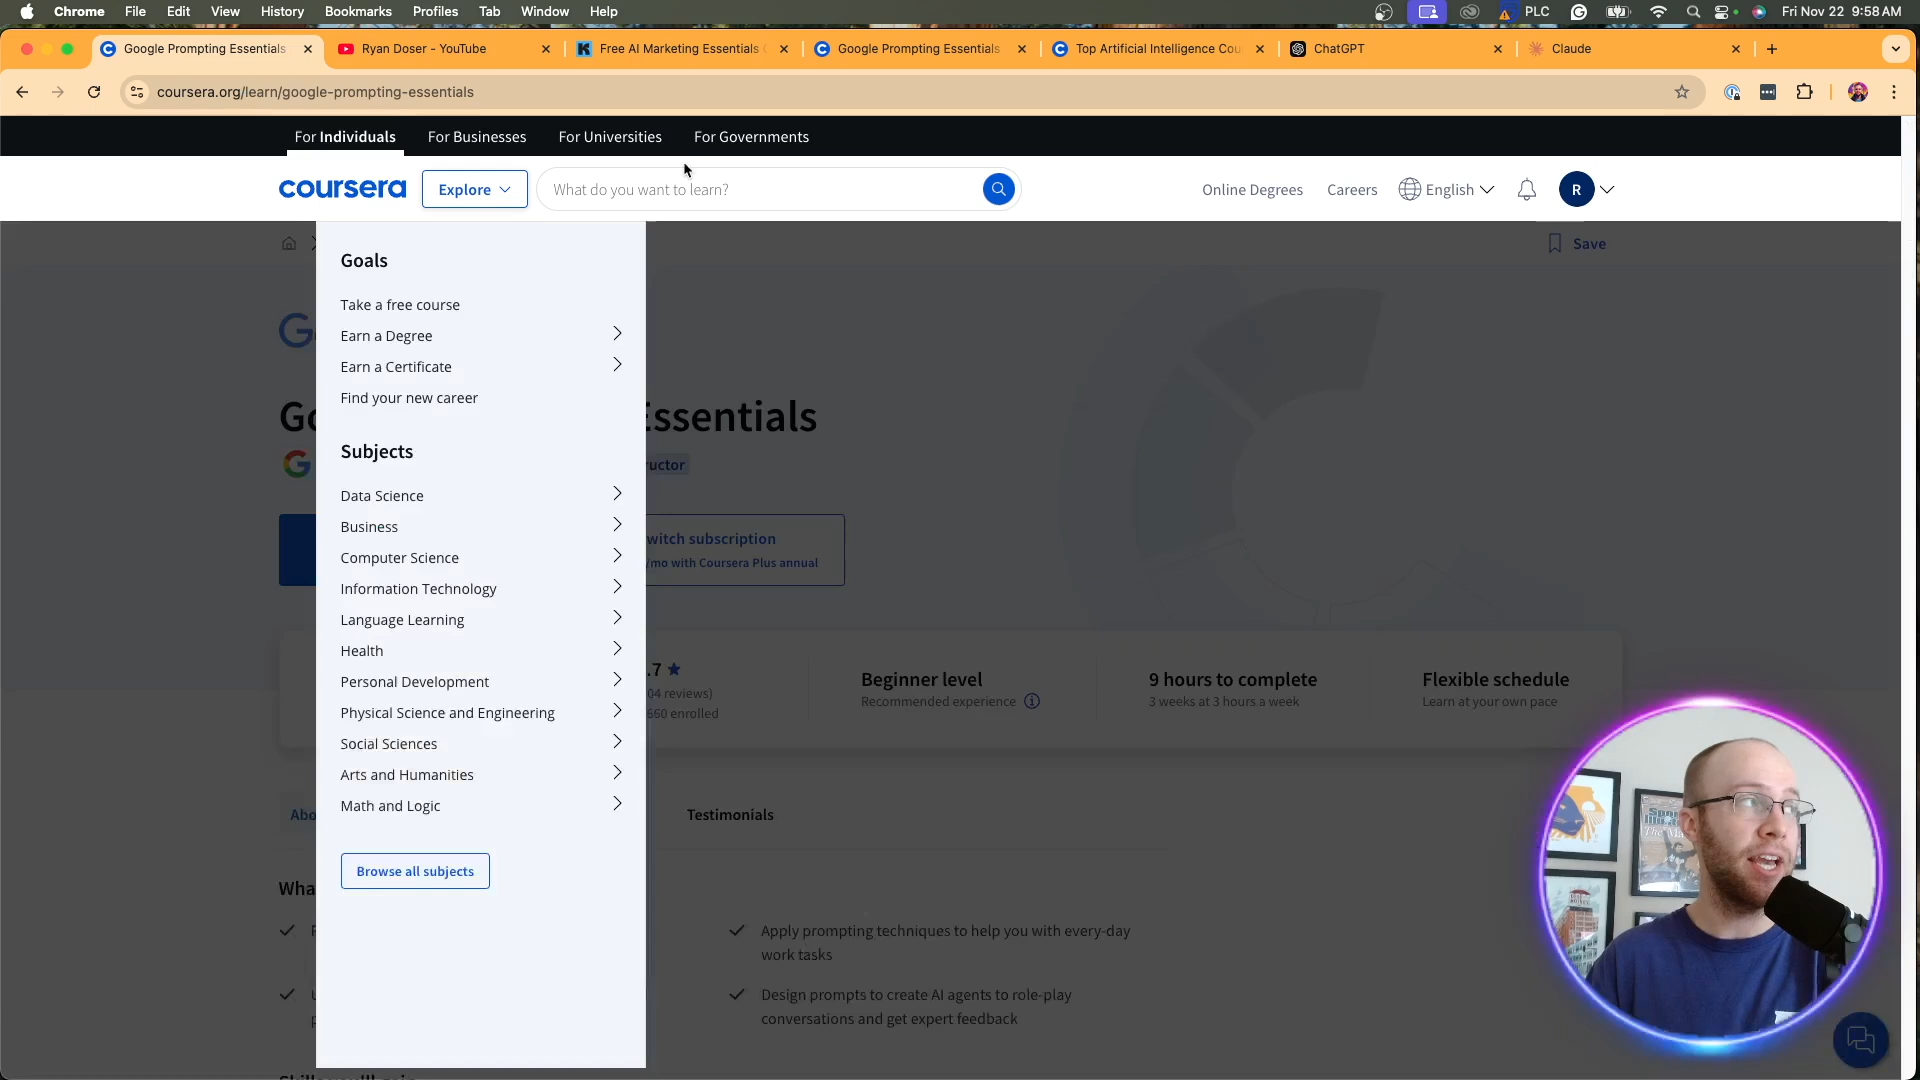 Chrome File Edit View History Bookmarks Profiles Tab Window Help
PLC
Fri Nov 22 9:58 AM
Google Prompting Essentials
Ryan Doser - YouTube
Free AI Marketing Essentials
Google Prompting Essentials
Top Artificial Intelligence Cou
ChatGPT
Claude
coursera.org/learn/google-prompting-essentials
For Individuals
For Businesses
For Universities
For Governments
coursera
Explore
What do you want to learn?
Online Degrees
Careers
English
R
Save
Goals
Take a free course
Earn a Degree
Earn a Certificate
Find your new career
Go
Essentials
Subjects
uctor
Data Science
Business
Computer Science
Information Technology
Language Learning
Health
Personal Development
Physical Science and Engineering
Social Sciences
Arts and Humanities
Math and Logic
Browse all subjects
witch subscription
/mo with Coursera Plus annual
.7
04 reviews)
660 enrolled
Beginner level
Recommended experience
9 hours to complete
3 weeks at 3 hours a week
Flexible schedule
Learn at your own pace
Abo
Testimonials
Wha
Apply prompting techniques to help you with every-day
work tasks
Design prompts to create AI agents to role-play
conversations and get expert feedback